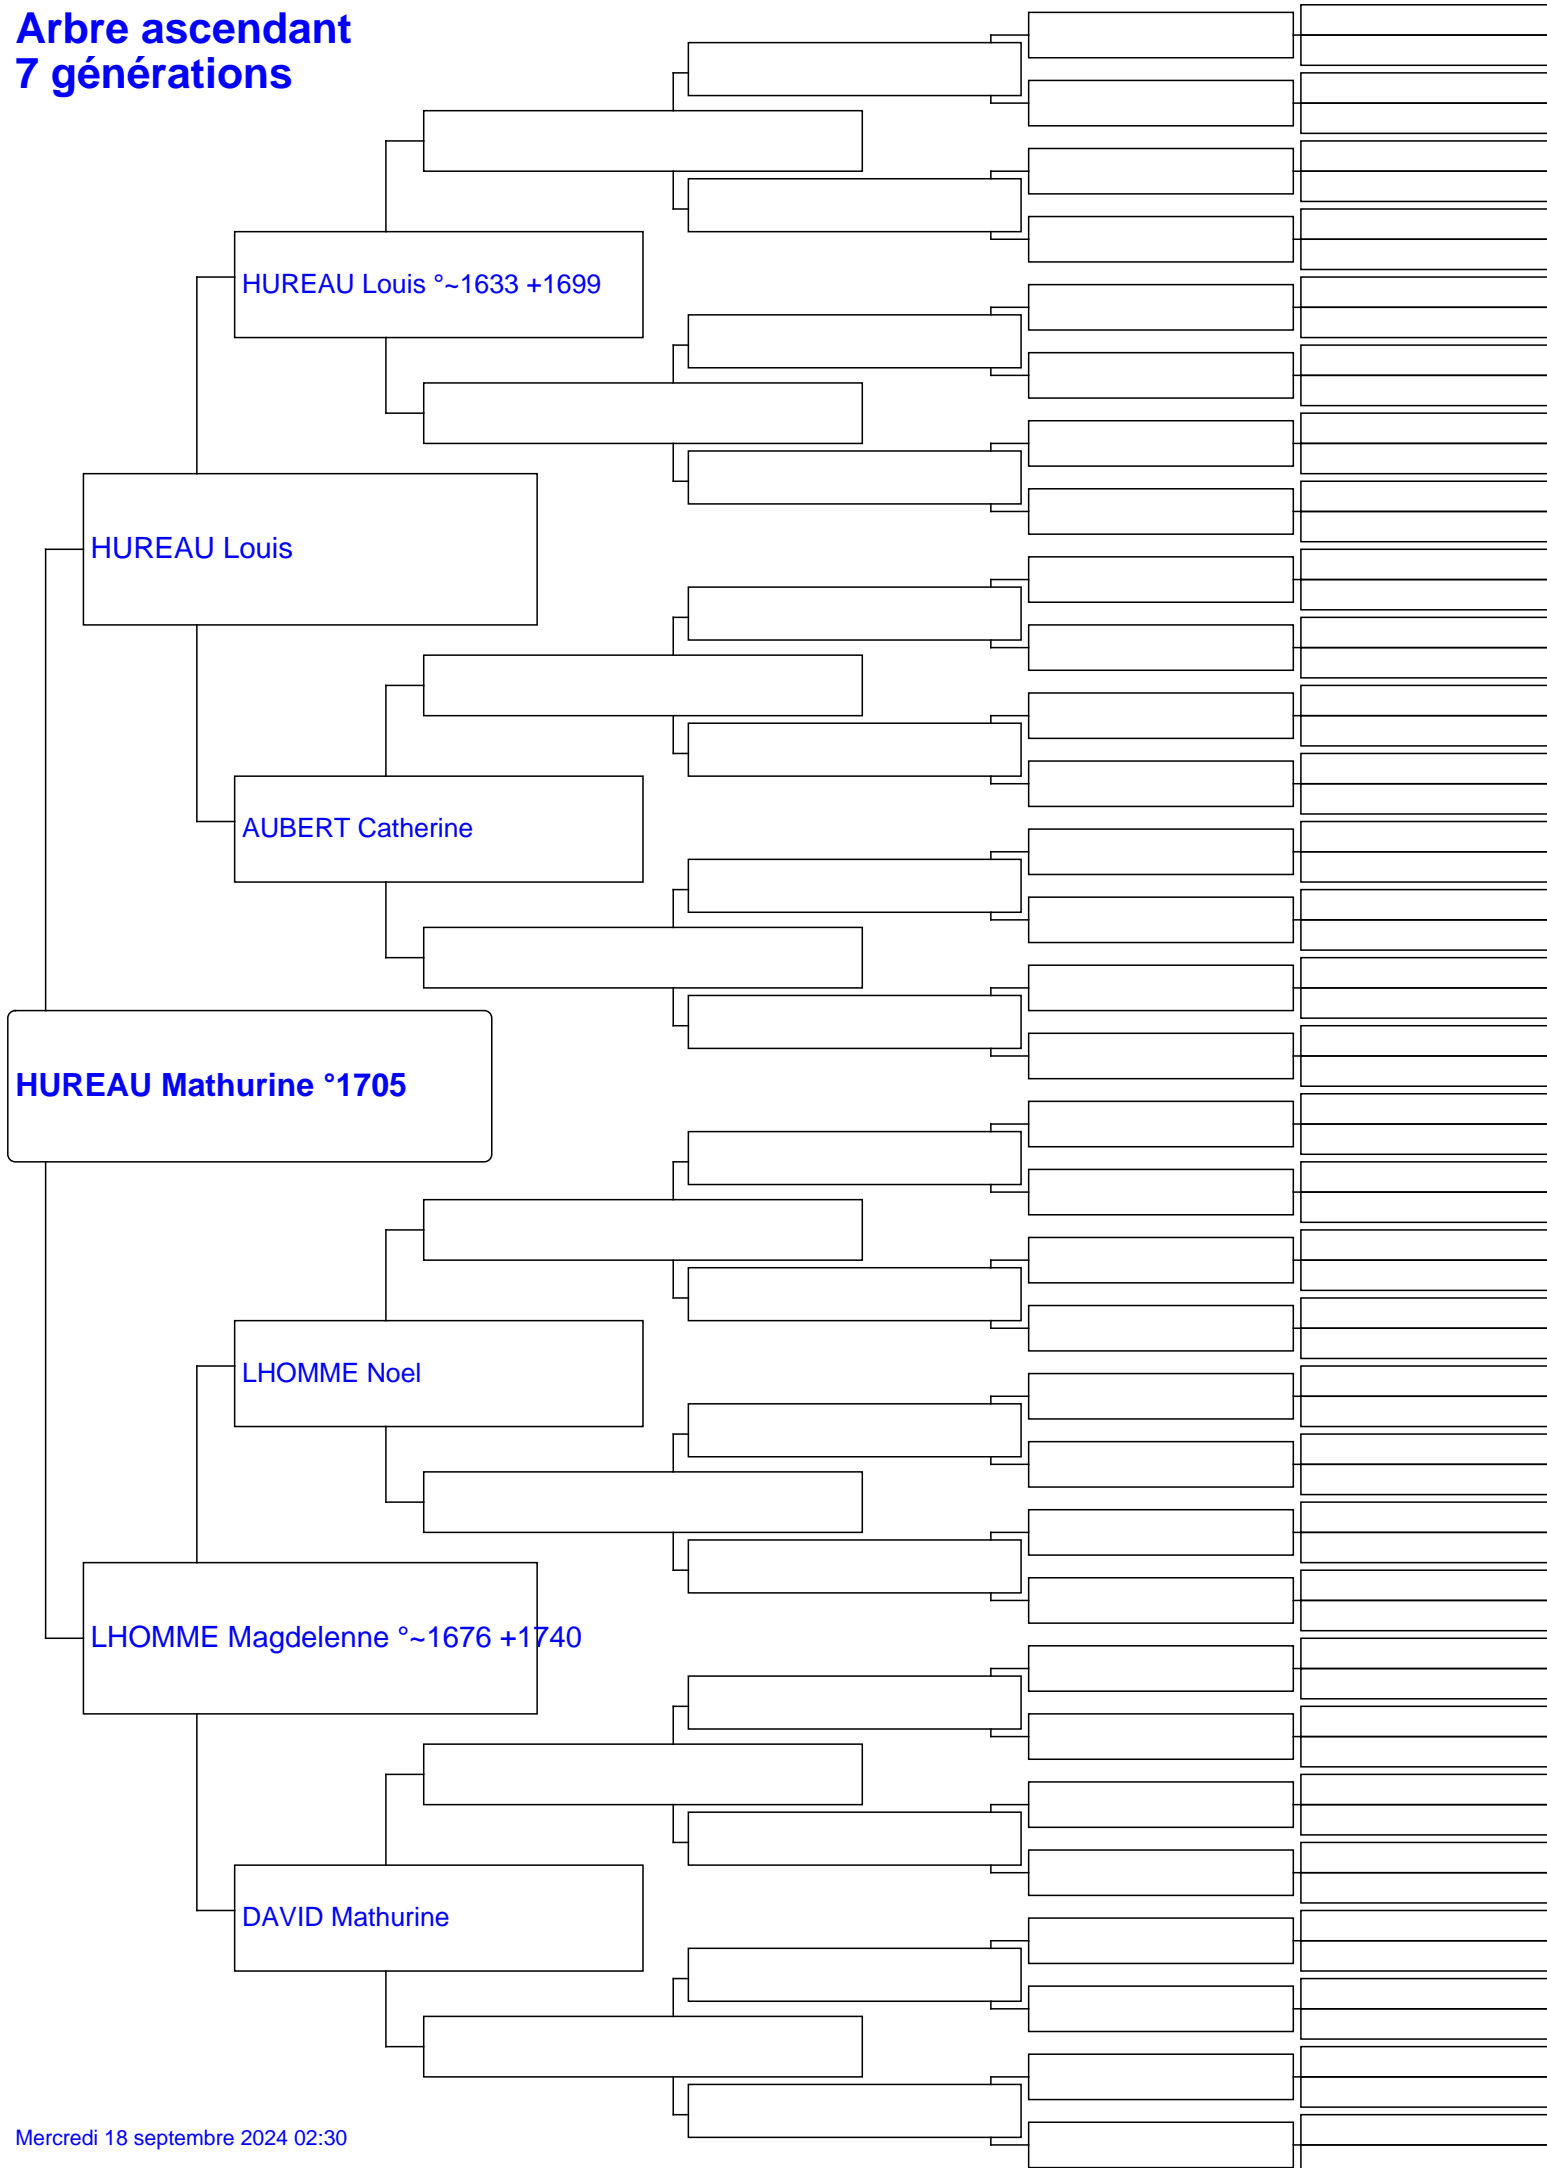 Arbre ascendant
7 générations
HUREAU Louis °~1633 +1699
HUREAU Louis
AUBERT Catherine
HUREAU Mathurine °1705
LHOMME Noel
LHOMME Magdelenne °~1676 +1740
DAVID Mathurine
Mercredi 18 septembre 2024 02:30